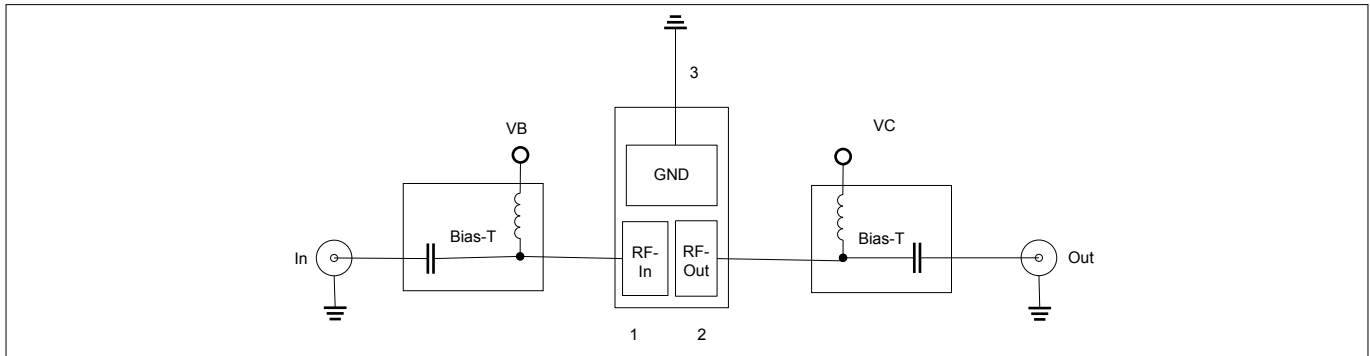 3
VB
VC
GND
Bias-T
Bias-T
In
RF-
In
RF-
Out
Out
1
2